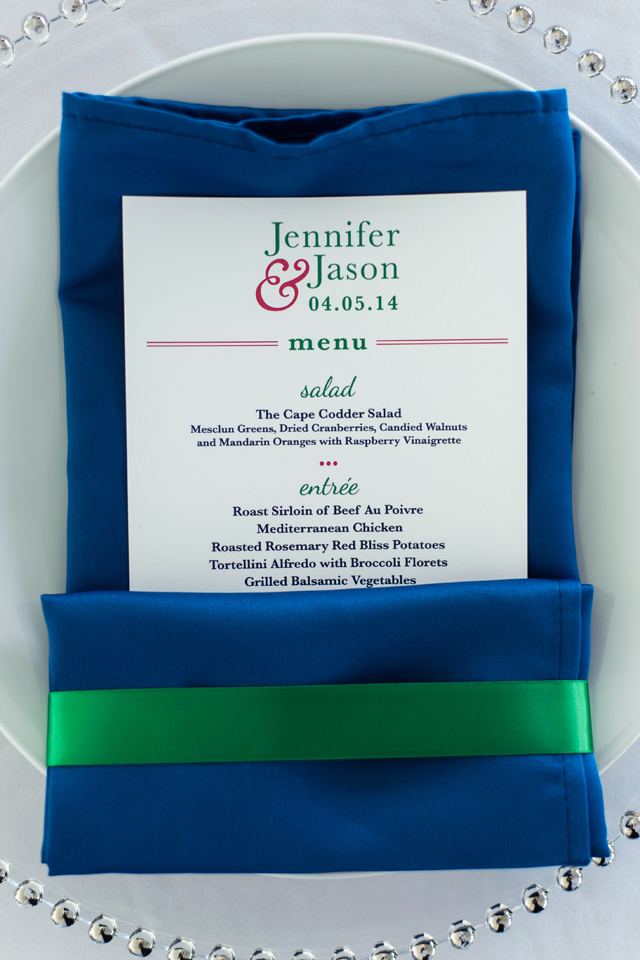 Jennifer
& Jason
04.05.14
menu
salad
The Cape Codder Salad
Mesclun Greens, Dried Cranberries, Candied Walnuts
and Mandarin Oranges with Raspberry Vinaigrette
entrée
Roast Sirloin of Beef Au Poivre
Mediterranean Chicken
Roasted Rosemary Red Bliss Potatoes
Tortellini Alfredo with Broccoli Florets
Grilled Balsamic Vegetables